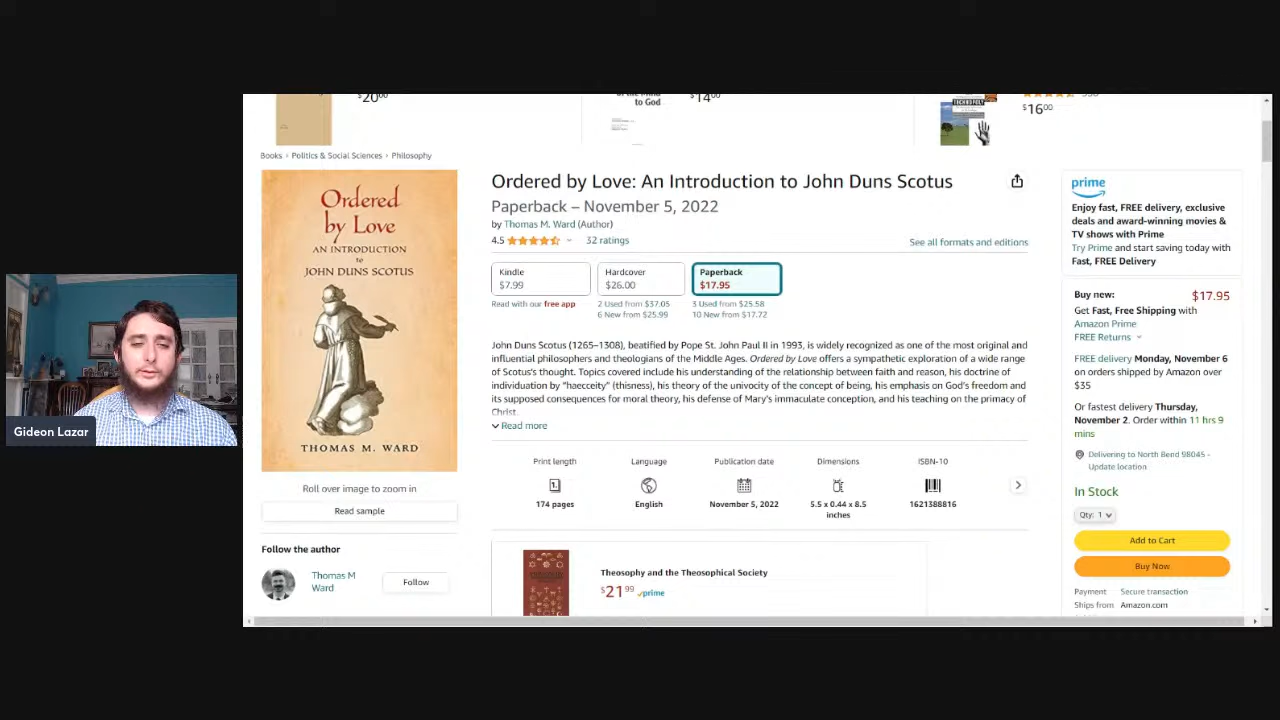 $20
of the Mind
to God
$14
$16
TECHNOPOLY
Books › Politics & Social Sciences › Philosophy
Ordered by Love: An Introduction to John Duns Scotus
Paperback – November 5, 2022
by Thomas M. Ward (Author)
4.5
32 ratings
See all formats and editions
Kindle
$7.99
Hardcover
$26.00
Paperback
$17.95
Read with our free app
2 Used from $37.05
6 New from $25.99
3 Used from $25.58
10 New from $17.72
John Duns Scotus (1265–1308), beatified by Pope St. John Paul II in 1993, is widely recognized as one of the most original and
influential philosophers and theologians of the Middle Ages. Ordered by Love offers a sympathetic exploration of a wide range
of Scotus's thought. Topics covered include his understanding of the relationship between faith and reason, his doctrine of
individuation by "haecceity" (thisness), his theory of the univocity of the concept of being, his emphasis on God's freedom and
its supposed consequences for moral theory, his defense of Mary's immaculate conception, and his teaching on the primacy of
Christ.
Read more
Print length
174 pages
Language
English
Publication date
November 5, 2022
Dimensions
5.5 x 0.44 x 8.5
inches
ISBN-10
1621388816
Theosophy and the Theosophical Society
$21 99 prime
Ordered
by Love
AN INTRODUCTION
to
JOHN DUNS SCOTUS
THOMAS M. WARD
Roll over image to zoom in
Read sample
Follow the author
Thomas M
Ward
Follow
prime
Enjoy fast, FREE delivery, exclusive
deals and award-winning movies &
TV shows with Prime
Try Prime and start saving today with
Fast, FREE Delivery
Buy new:
$17.95
Get Fast, Free Shipping with
Amazon Prime
FREE Returns
FREE delivery Monday, November 6
on orders shipped by Amazon over
$35
Or fastest delivery Thursday,
November 2. Order within 11 hrs 9
mins
Delivering to North Bend 98045 -
Update location
In Stock
Qty: 1
Add to Cart
Buy Now
Payment Secure transaction
Ships from Amazon.com
Gideon Lazar